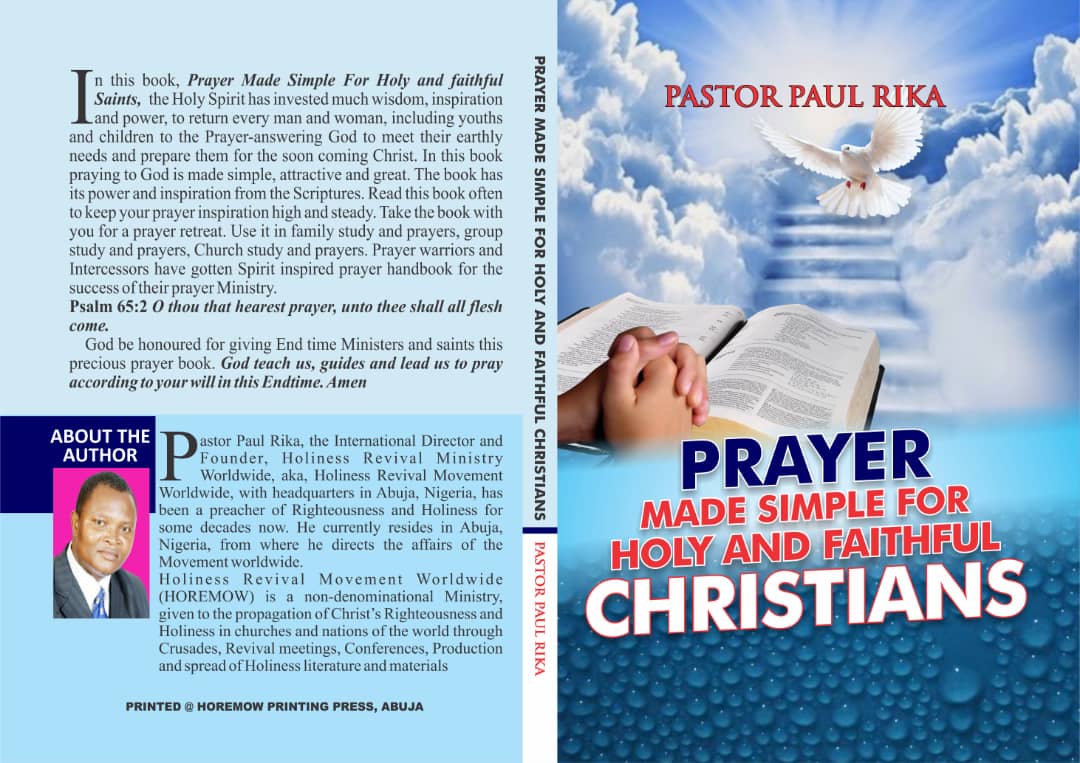 In this book, Prayer Made Simple For Holy and faithful
Saints, the Holy Spirit has invested much wisdom, inspiration
and power, to return every man and woman, including youths
and children to the Prayer-answering God to meet their earthly
needs and prepare them for the soon coming Christ. In this book
praying to God is made simple, attractive and great. The book has
its power and inspiration from the Scriptures. Read this book often
to keep your prayer inspiration high and steady. Take the book with
you for a prayer retreat. Use it in family study and prayers, group
study and prayers, Church study and prayers. Prayer warriors and
Intercessors have gotten Spirit inspired prayer handbook for the
success of their prayer Ministry.
Psalm 65:2 O thou that hearest prayer, unto thee shall all flesh
come.
God be honoured for giving End time Ministers and saints this
precious prayer book. God teach us, guides and lead us to pray
according to your will in this Endtime. Amen
ABOUT THE
AUTHOR
Pastor Paul Rika, the International Director and
Founder, Holiness Revival Ministry
Worldwide, aka, Holiness Revival Movement
Worldwide, with headquarters in Abuja, Nigeria, has
been a preacher of Righteousness and Holiness for
some decades now. He currently resides in Abuja,
Nigeria, from where he directs the affairs of the
Movement worldwide.
Holiness Revival Movement Worldwide
(HOREMOW) is a non-denominational Ministry,
given to the propagation of Christ's Righteousness and
Holiness in churches and nations of the world through
Crusades, Revival meetings, Conferences, Production
and spread of Holiness literature and materials
PRINTED @ HOREMOW PRINTING PRESS, ABUJA
PRAYER MADE SIMPLE FOR HOLY AND FAITHFUL CHRISTIANS
PASTOR PAUL RIKA
PASTOR PAUL RIKA
PRAYER
MADE SIMPLE FOR
HOLY AND FAITHFUL
CHRISTIANS